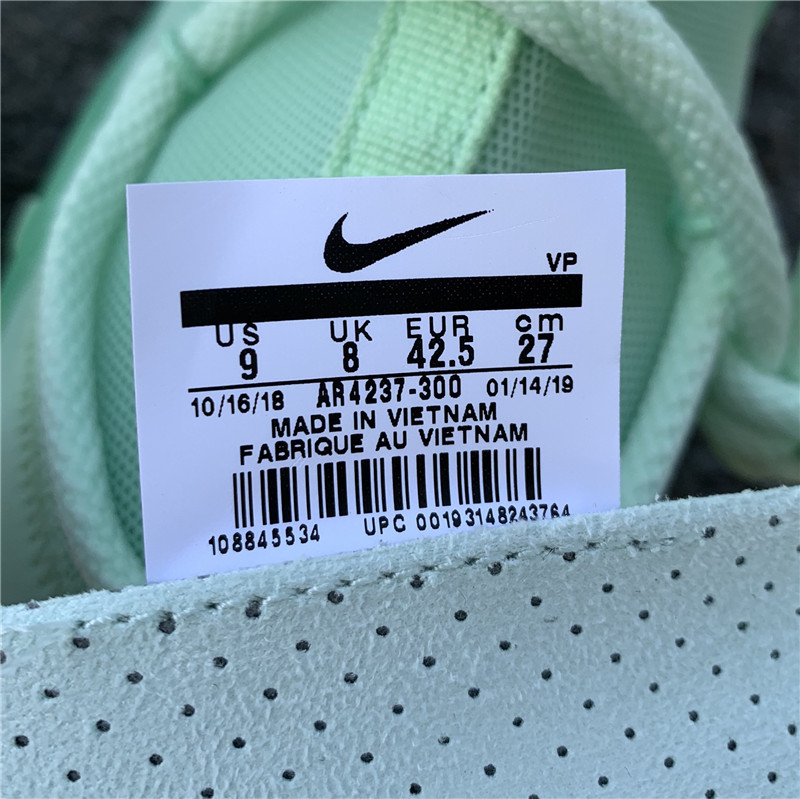 VP
US UK EUR cm
9 8 42.5 27
10/16/18 AR4237-300 01/14/19
MADE IN VIETNAM
FABRIQUE AU VIETNAM
108845534 UPC 00193148243764